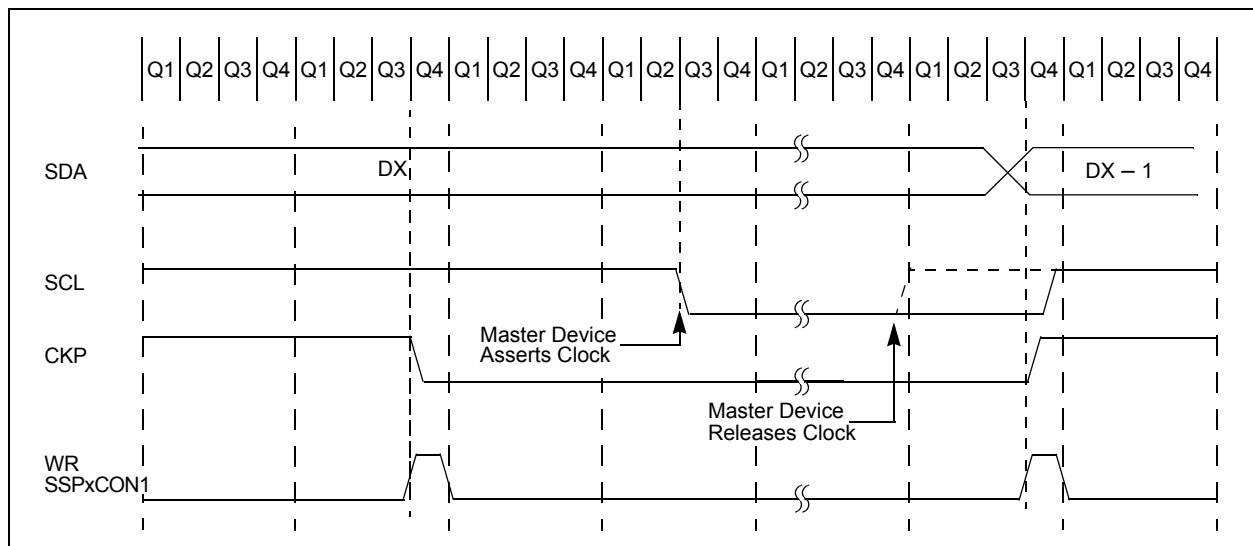 Q1 Q2 Q3 Q4 Q1 Q2 Q3 Q4 Q1 Q2 Q3 Q4 Q1 Q2 Q3 Q4 Q1 Q2 Q3 Q4 Q1 Q2 Q3 Q4 Q1 Q2 Q3 Q4
SDA
DX
DX – 1
SCL
Master Device
Asserts Clock
CKP
Master Device
Releases Clock
WR
SSPxCON1